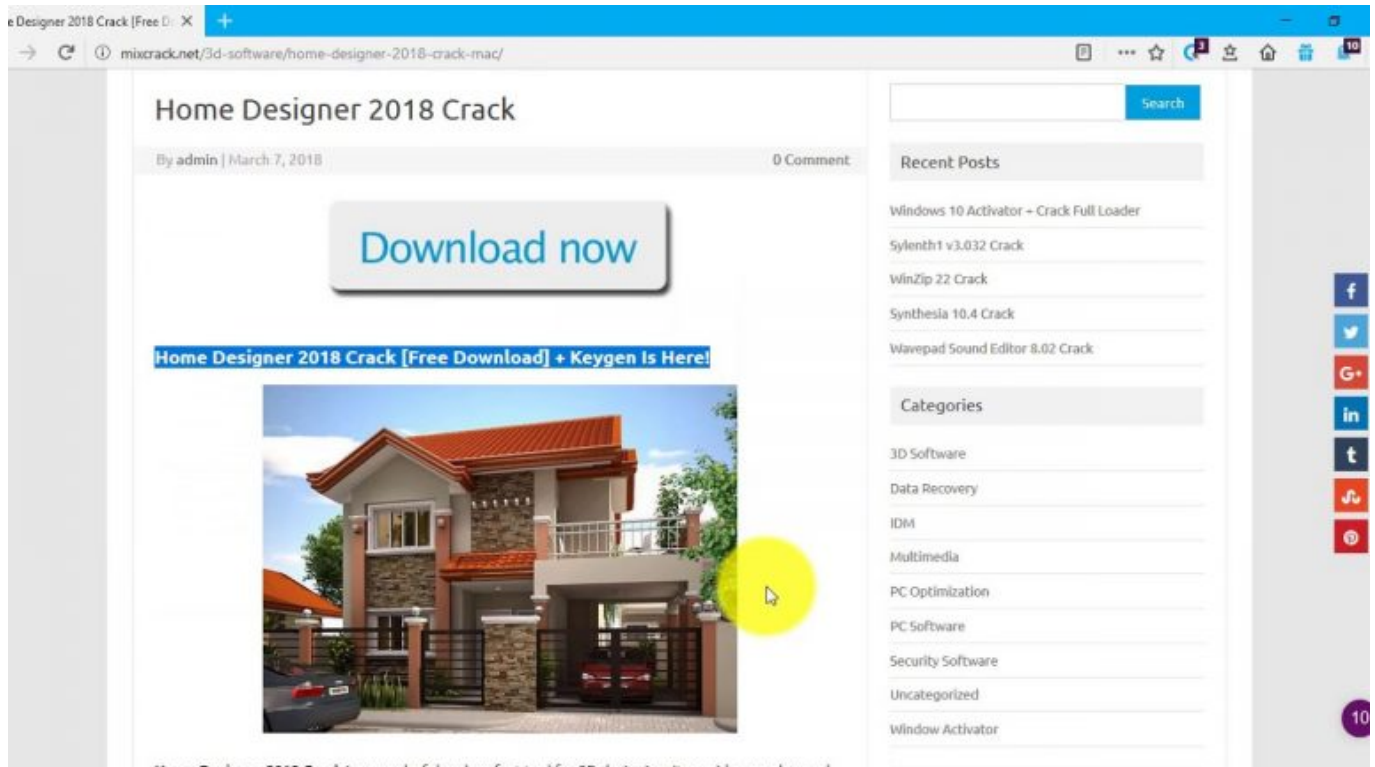 e Designer 2018 Crack [Free D
mixcrack.net/3d-software/home-designer-2018-crack-mac/
3
10
Home Designer 2018 Crack
By admin | March 7, 2018
0 Comment
Download now
Home Designer 2018 Crack [Free Download] + Keygen Is Here!
Search
Recent Posts
Windows 10 Activator + Crack Full Loader
Sylenth1 v3.032 Crack
WinZip 22 Crack
Synthesia 10.4 Crack
Wavepad Sound Editor 8.02 Crack
Categories
3D Software
Data Recovery
IDM
Multimedia
PC Optimization
PC Software
Security Software
Uncategorized
Window Activator
f
G+
in
t
10